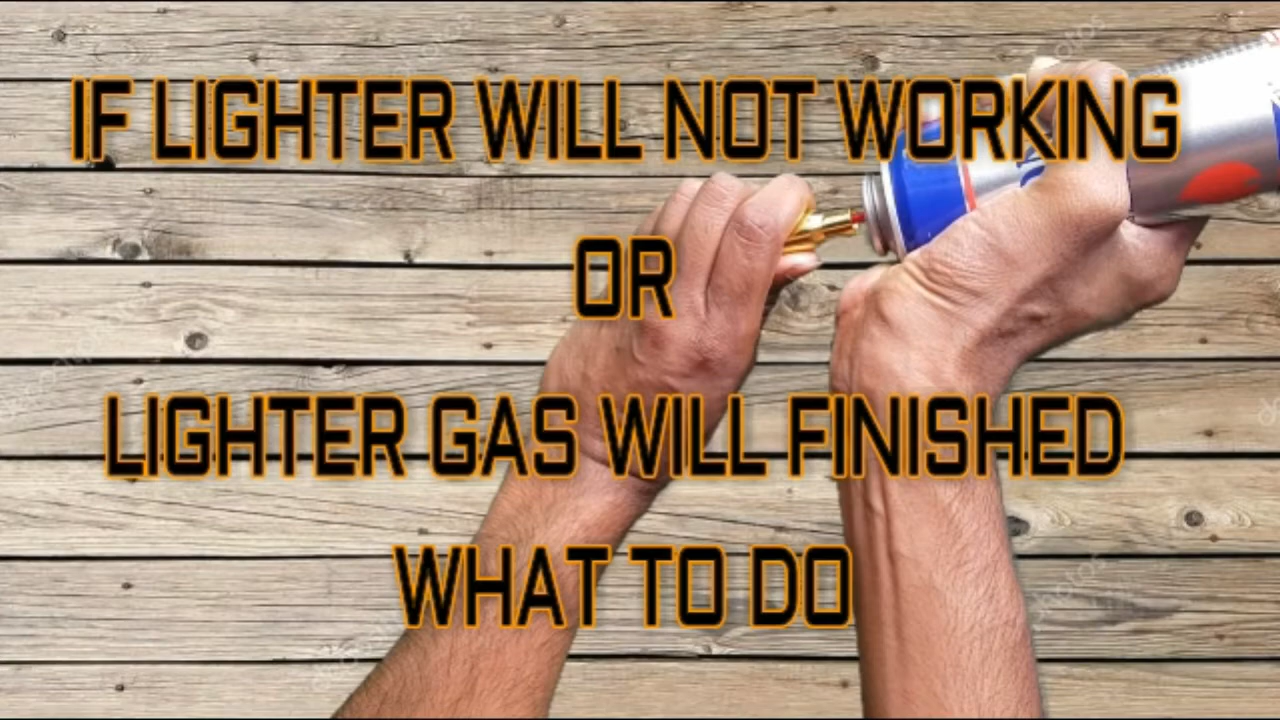 IF LIGHTER WILL NOT WORKING
OR
LIGHTER GAS WILL FINISHED
WHAT TO DO